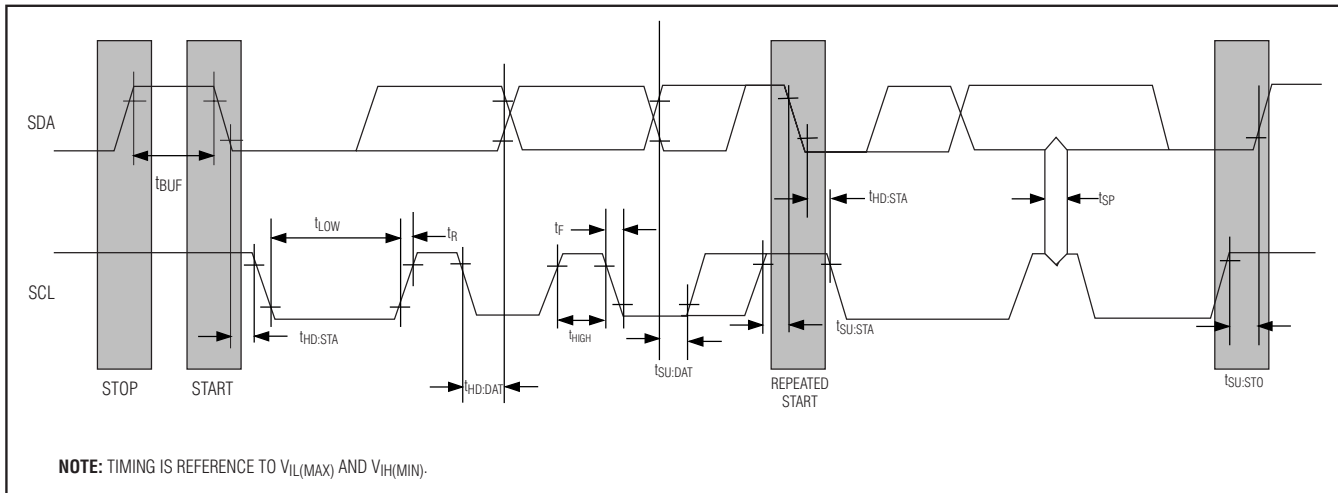 SDA
tBUF
tLOW
tR
tF
tHD:STA
tSP
SCL
tHD:STA
tHIGH
tSU:STA
tHD:DAT
tSU:DAT
tSU:STO
STOP
START
REPEATED
START
NOTE: TIMING IS REFERENCE TO VIL(MAX) AND VIH(MIN).